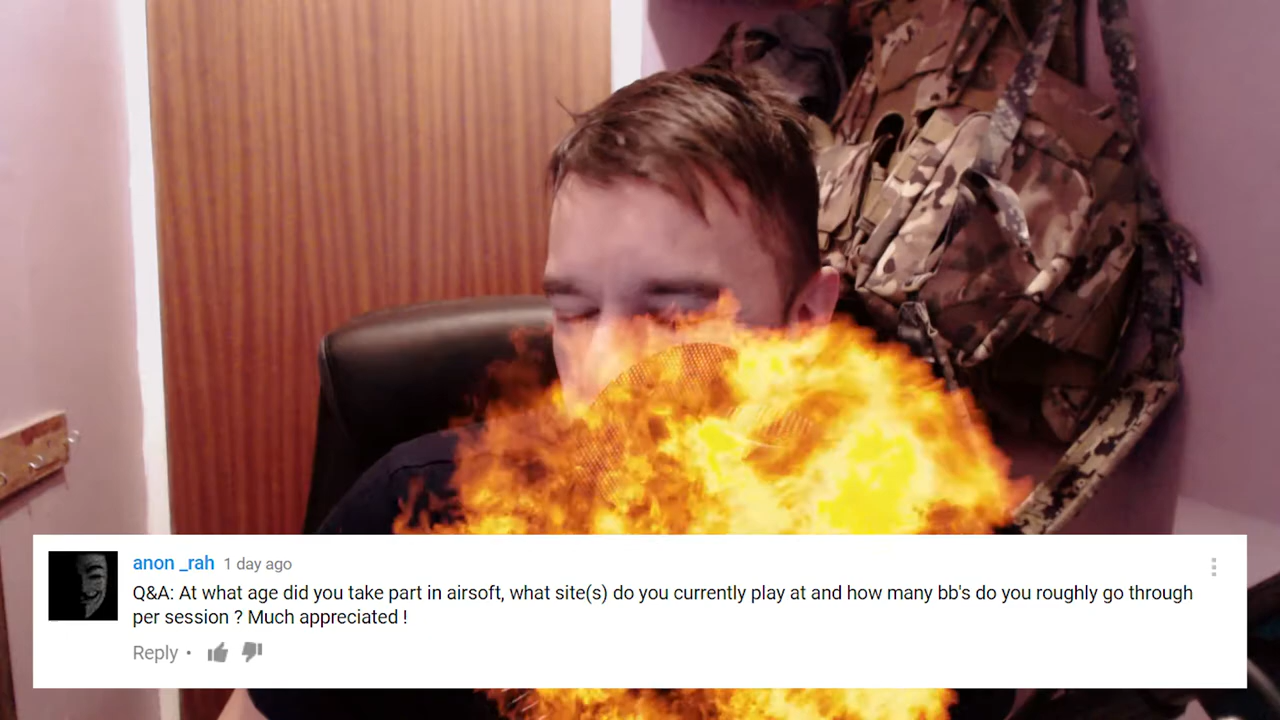 anon _rah 1 day ago
Q&A: At what age did you take part in airsoft, what site(s) do you currently play at and how many bb's do you roughly go through
per session ? Much appreciated !
Reply •